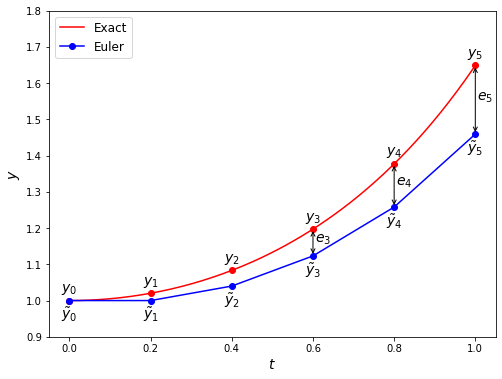 Exact
Euler
y
1.8
1.7
1.6
1.5
1.4
1.3
1.2
1.1
1.0
0.9
y₀
y₁
y₂
y₃
y₄
y₅
e₃
e₄
e₅
ỹ₀
ỹ₁
ỹ₂
ỹ₃
ỹ₄
ỹ₅
0.0 0.2 0.4 0.6 0.8 1.0
t